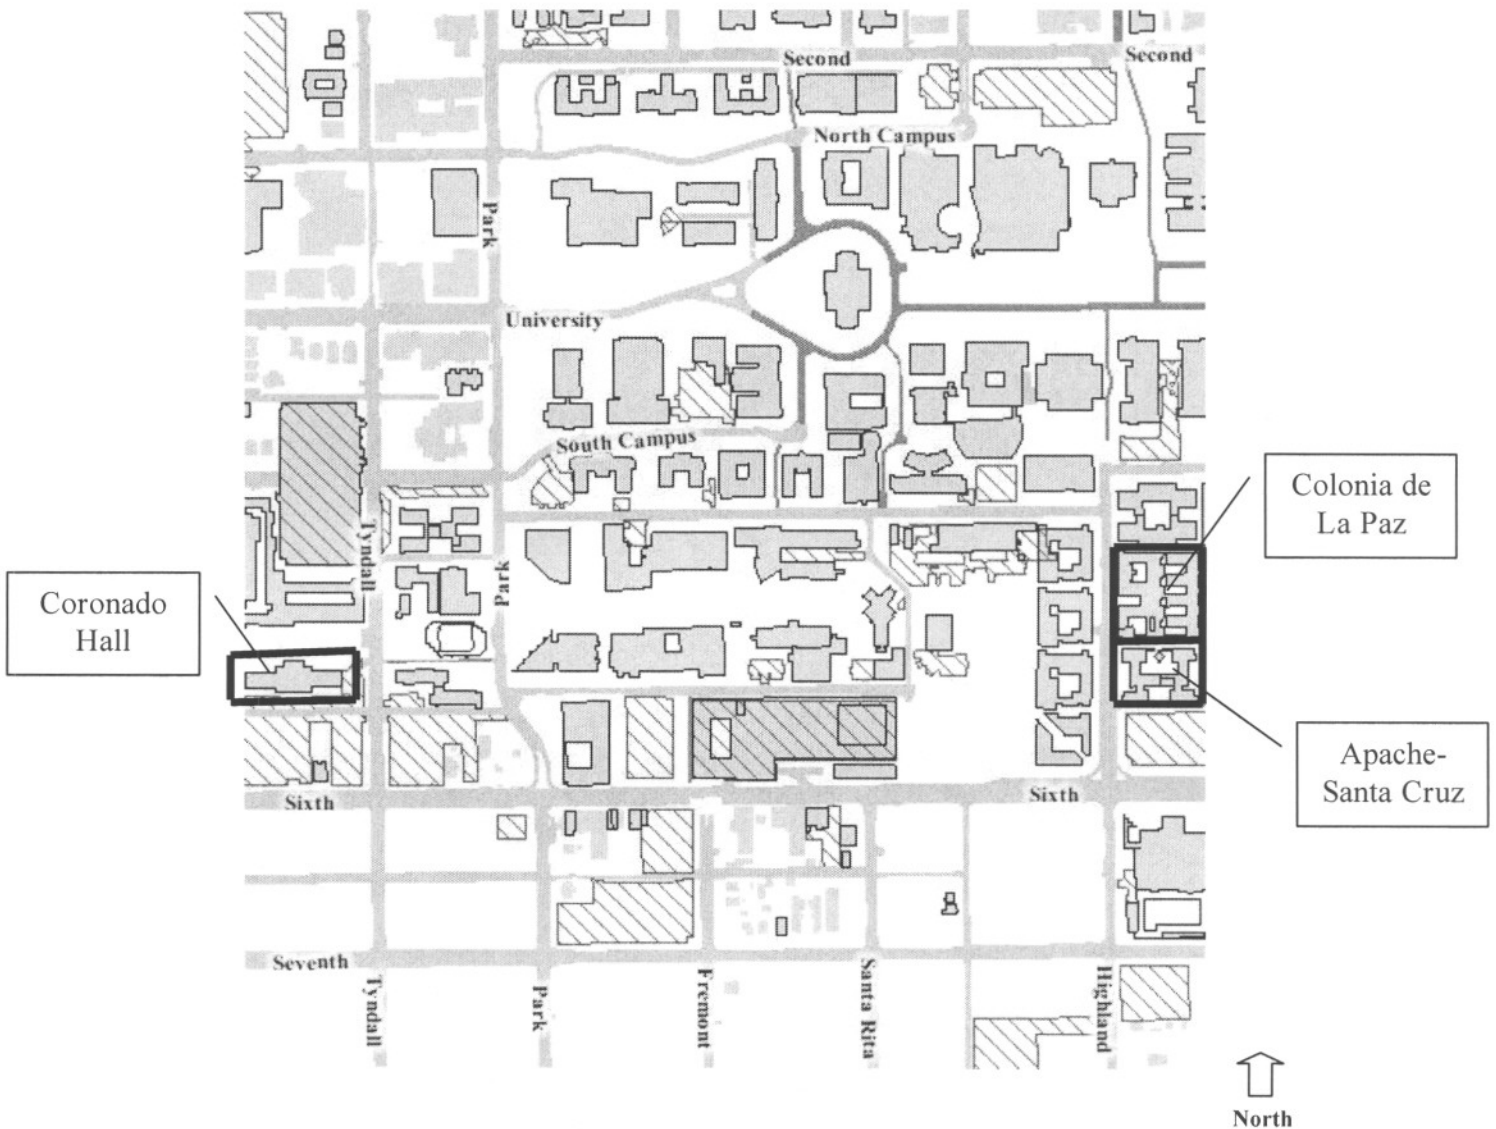 Second
Second
North Campus
Park
University
South Campus
Colonia de
La Paz
Tyndall
Park
Coronado
Hall
Apache-
Santa Cruz
Sixth
Sixth
Seventh
Tyndall
Park
Fremont
Santa Rita
Highland
North